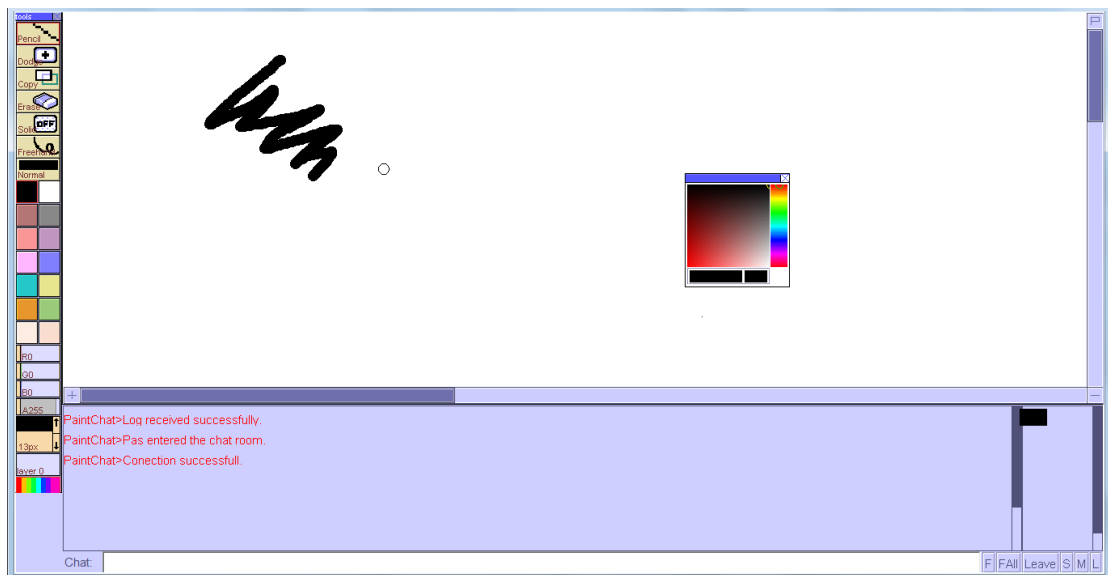 tools
Pencil
Dodge
Copy
Erase
Solid OFF
Freehand
Normal
R0
G0
B0
A255
13px
layer 0
PaintChat>Log received successfully.
PaintChat>Pas entered the chat room.
PaintChat>Conection successfull.
Chat:
F FAll Leave S M L